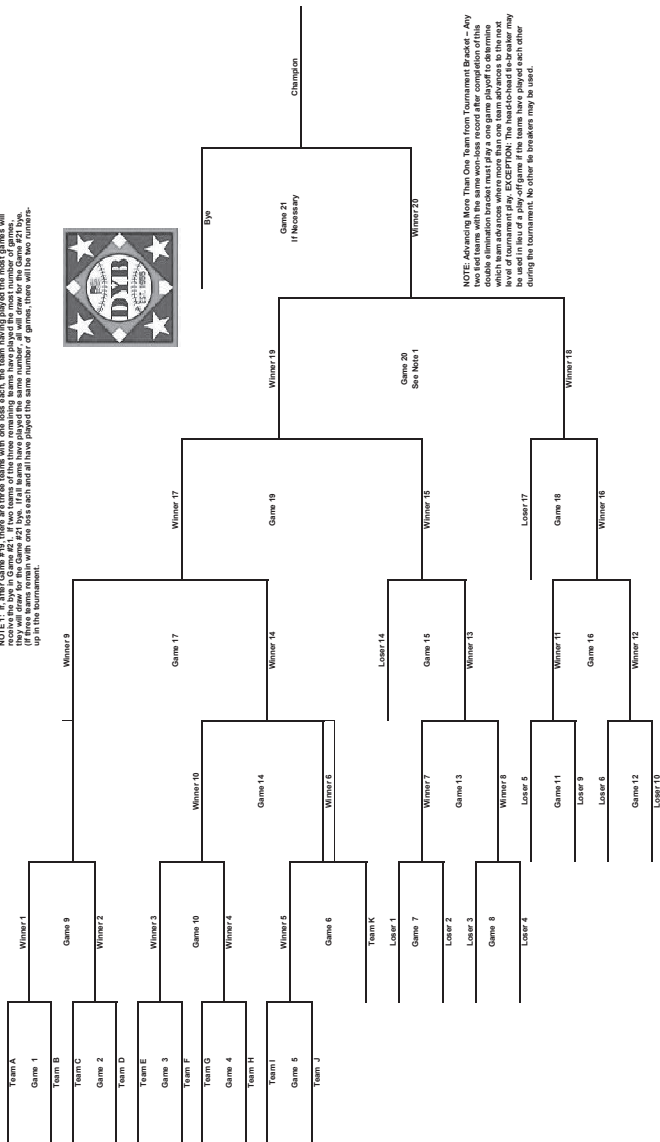 NOTE 1: If, after Game #19, there are three teams with one loss each, the team having played the most games will
receive the bye in Game #21. If two teams of the three remaining teams have played the most number of games,
they will draw for the Game #21 bye. If all teams have played the same number, all will draw for the Game #21 bye.
(If three teams remain with one loss each and all have played the same number of games, there will be two runners-
up in the tournament.
DYB
EST. 1955
Team A
Game 1
Team B
Team C
Game 2
Team D
Team E
Game 3
Team F
Team G
Game 4
Team H
Team I
Game 5
Team J
Winner 1
Game 9
Winner 2
Winner 3
Game 10
Winner 4
Winner 5
Game 6
Team K
Loser 1
Game 7
Loser 2
Loser 3
Game 8
Loser 4
Winner 10
Game 14
Winner 6
Winner 7
Game 13
Winner 8
Loser 5
Game 11
Loser 9
Loser 6
Game 12
Loser 10
Winner 9
Game 17
Winner 14
Loser 14
Game 15
Winner 13
Winner 11
Game 16
Winner 12
Winner 17
Game 19
Winner 15
Loser 17
Game 18
Winner 16
Winner 19
Game 20
See Note 1
Winner 18
Bye
Game 21
If Necessary
Winner 20
Champion
NOTE: Advancing More Than One Team from Tournament Bracket – Any
two tied teams with the same won-loss record after completion of this
double elimination bracket must play a one game playoff to determine
which team advances where more than one team advances to the next
level of tournament play. EXCEPTION: The head-to-head tie-breaker may
be used in lieu of a play-off game if the teams have played each other
during the tournament. No other tie breakers may be used.